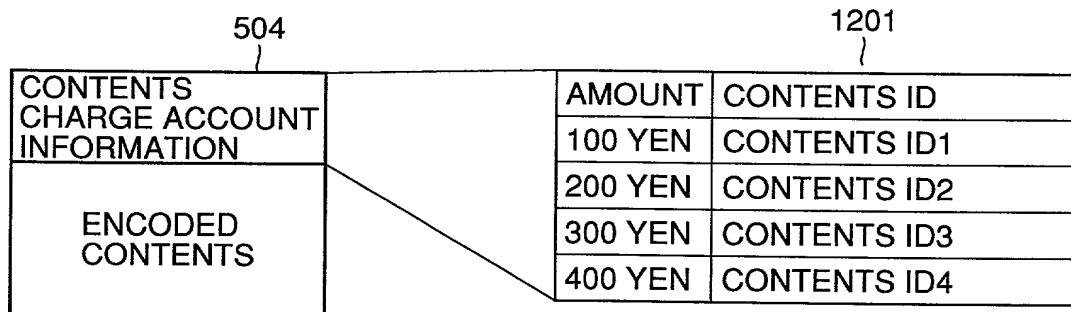 504
CONTENTS
CHARGE ACCOUNT
INFORMATION
ENCODED
CONTENTS
1201
AMOUNT CONTENTS ID
100 YEN CONTENTS ID1
200 YEN CONTENTS ID2
300 YEN CONTENTS ID3
400 YEN CONTENTS ID4